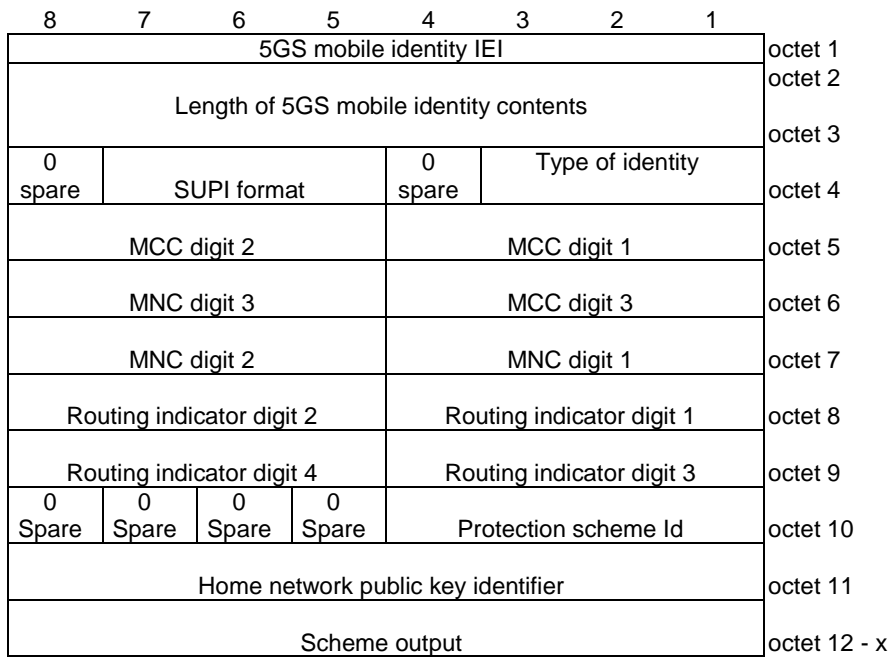 8 7 6 5 4 3 2 1
5GS mobile identity IEI octet 1
octet 2
Length of 5GS mobile identity contents
octet 3
0 0 Type of identity
spare SUPI format spare octet 4
MCC digit 2 MCC digit 1 octet 5
MNC digit 3 MCC digit 3 octet 6
MNC digit 2 MNC digit 1 octet 7
Routing indicator digit 2 Routing indicator digit 1 octet 8
Routing indicator digit 4 Routing indicator digit 3 octet 9
0 0 0 0
Spare Spare Spare Spare Protection scheme Id octet 10
Home network public key identifier octet 11
Scheme output octet 12 - x